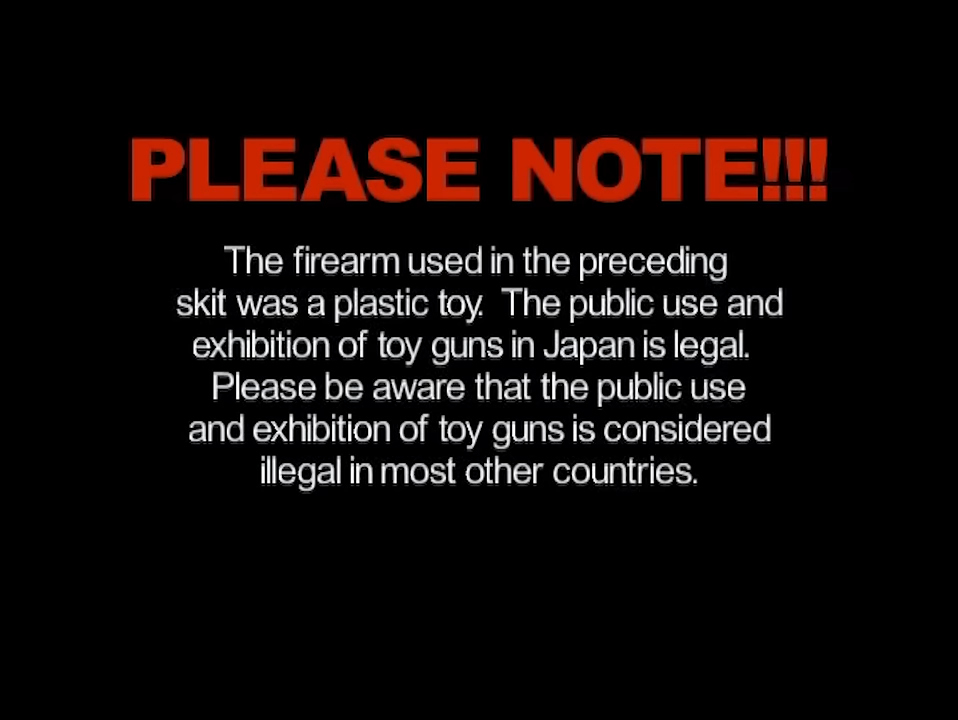 PLEASE NOTE!!!
The firearm used in the preceding
skit was a plastic toy. The public use and
exhibition of toy guns in Japan is legal.
Please be aware that the public use
and exhibition of toy guns is considered
illegal in most other countries.